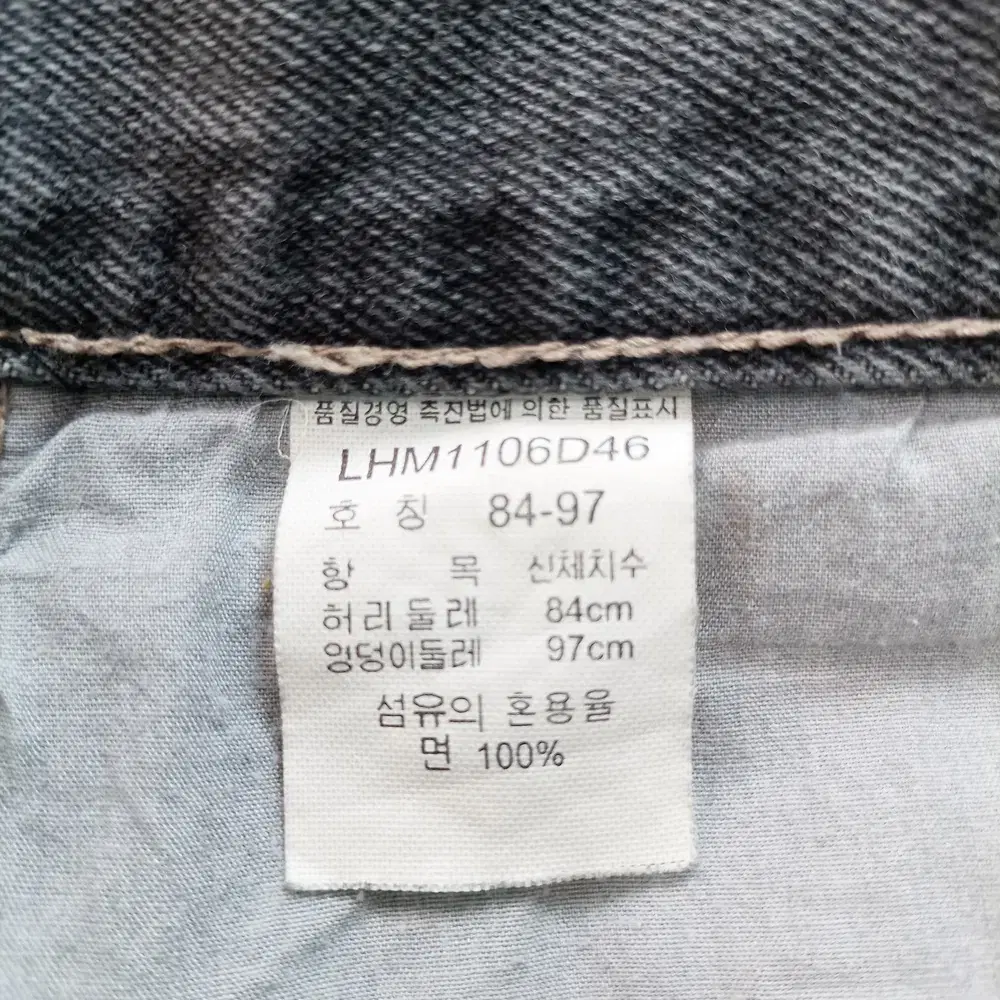 품질경영 촉진법에 의한 품질표시
LHM1106D46
호 칭 84-97
항 목 신체치수
허리둘레 84cm
엉덩이둘레 97cm
섬유의 혼용율
면 100%